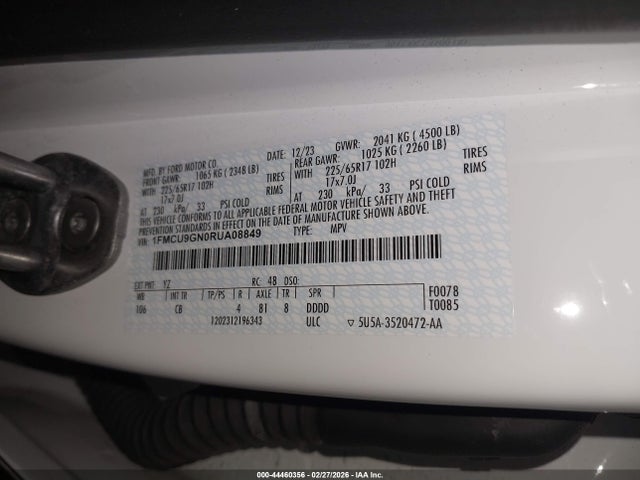 MFD. BY FORD MOTOR CO.
DATE: 12/23 GVWR: 2041 KG ( 4500 LB)
FRONT GAWR: 1065 KG ( 2348 LB) REAR GAWR: 1025 KG ( 2260 LB)
WITH 225/65R17 102H TIRES WITH 225/65R17 102H TIRES
17x7.0J RIMS 17x7.0J RIMS
AT 230 kPa/ 33 PSI COLD AT 230 kPa/ 33 PSI COLD
THIS VEHICLE CONFORMS TO ALL APPLICABLE FEDERAL MOTOR VEHICLE SAFETY AND THEFT
PREVENTION STANDARDS IN EFFECT ON THE DATE OF MANUFACTURE SHOWN ABOVE.
1FMCU9GN0RUA08849 TYPE: MPV
EXT PNT: YZ RC: 48 DSO: F0078
WB INT TR TP/PS R AXLE TR SPR T0085
106 CB 4 81 8 DDDD
120231219634​3 ULC ▽ 5U5A-3520472-AA
000-44460356 | 02/27/2026 | IAA Inc.